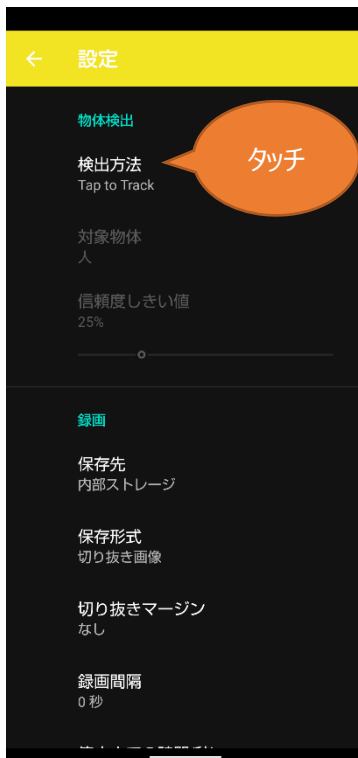 設定
物体検出
検出方法
Tap to Track
タッチ
対象物体
人
信頼度しきい値
25%
録画
保存先
内部ストレージ
保存形式
切り抜き画像
切り抜きマージン
なし
録画間隔
0 秒